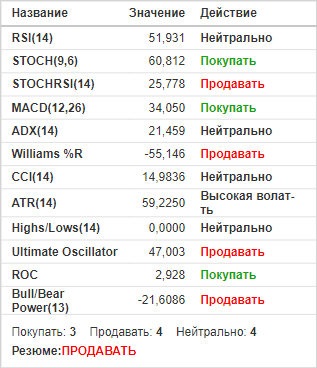 Название Значение Действие
RSI(14) 51,931 Нейтрально
STOCH(9,6) 60,812 Покупать
STOCHRSI(14) 25,778 Продавать
MACD(12,26) 34,050 Покупать
ADX(14) 21,459 Нейтрально
Williams %R -55,146 Продавать
CCI(14) 14,9836 Нейтрально
ATR(14) 59,2250 Высокая волат-
ть
Highs/Lows(14) 0,0000 Нейтрально
Ultimate Oscillator 47,003 Продавать
ROC 2,928 Покупать
Bull/Bear
Power(13) -21,6086 Продавать
Покупать: 3 Продавать: 4 Нейтрально: 4
Резюме:ПРОДАВАТЬ